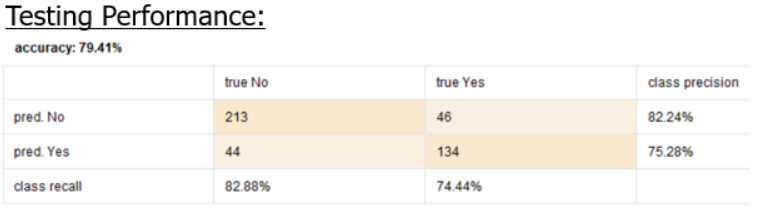 Testing Performance:
accuracy: 79.41%
true No true Yes class precision
pred. No 213 46 82.24%
pred. Yes 44 134 75.28%
class recall 82.88% 74.44%